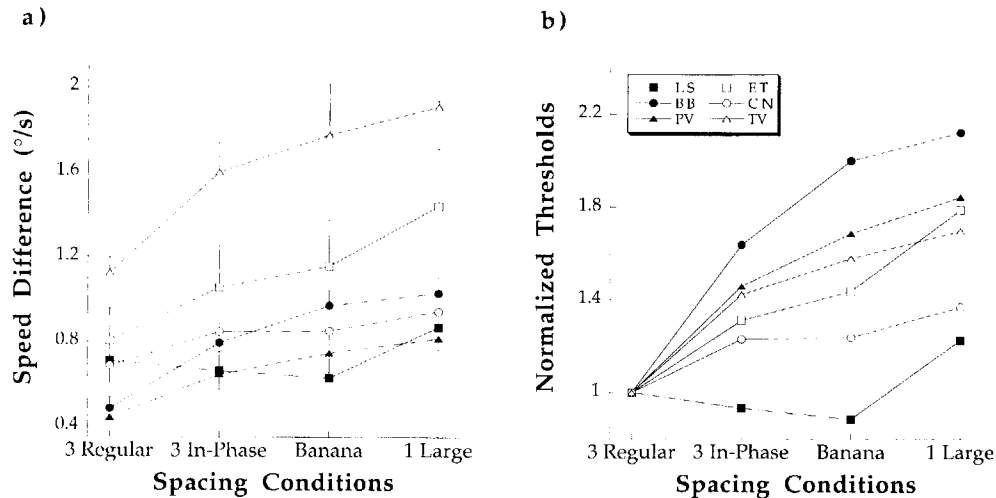 a)
Speed Difference (°/s)
2
1.6
1.2
0.8
0.4
3 Regular 3 In-Phase Banana 1 Large
Spacing Conditions
b)
Normalized Thresholds
LS ET
BB CN
PV TV
2.2
1.8
1.4
1
3 Regular 3 In-Phase Banana 1 Large
Spacing Conditions